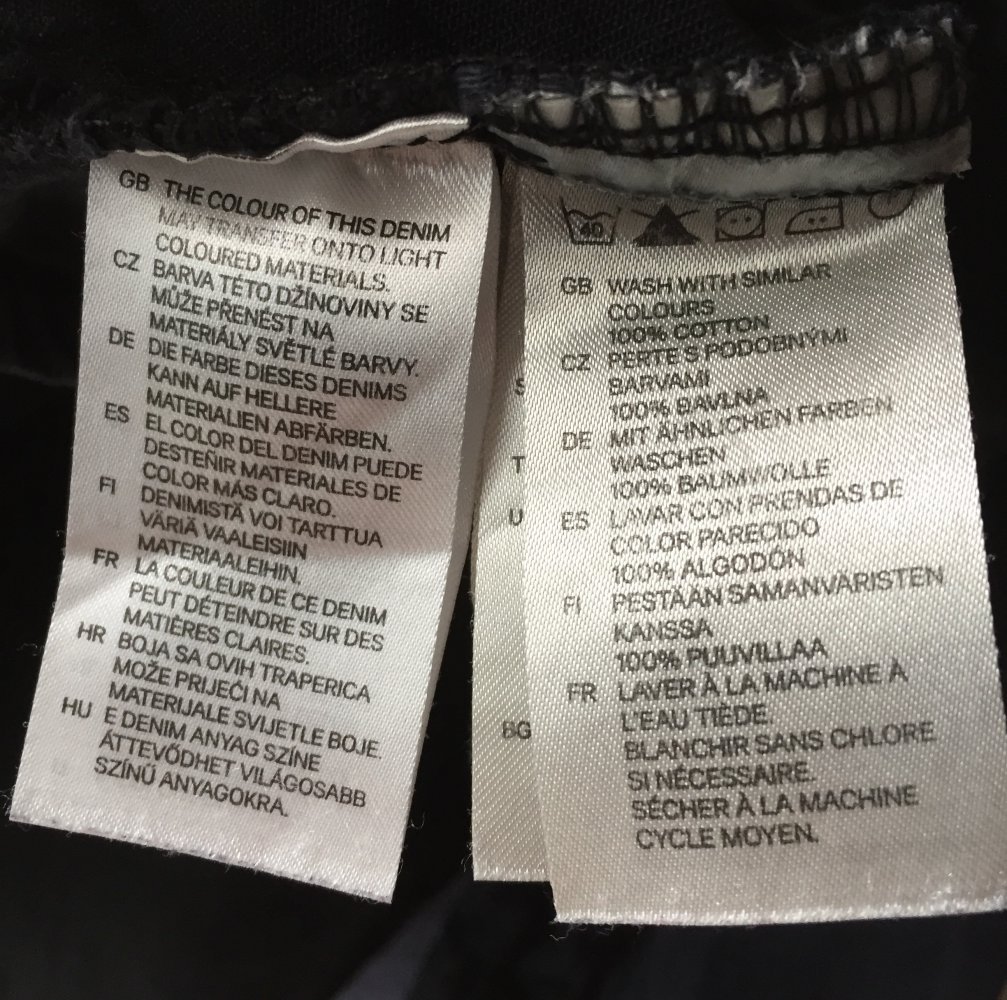 GB THE COLOUR OF THIS DENIM
MAY TRANSFER ONTO LIGHT
COLOURED MATERIALS.
CZ BARVA TÉTO DŽÍNOVINY SE
MŮŽE PŘENÉST NA
MATERIÁLY SVĚTLÉ BARVY.
DE DIE FARBE DIESES DENIMS
KANN AUF HELLERE
MATERIALIEN ABFÄRBEN.
ES EL COLOR DEL DENIM PUEDE
DESTEÑIR MATERIALES DE
COLOR MÁS CLARO.
FI DENIMISTÄ VOI TARTTUA
VÄRIÄ VAALEISIIN
MATERIAALEIHIN.
FR LA COULEUR DE CE DENIM
PEUT DÉTEINDRE SUR DES
MATIÈRES CLAIRES.
HR BOJA SA OVIH TRAPERICA
MOŽE PRIJEĆI NA
MATERIJALE SVIJETLE BOJE.
HU E DENIM ANYAG SZÍNE
ÁTTEVŐDHET VILÁGOSABB
SZÍNŰ ANYAGOKRA.
S
T
U
BG
40
GB WASH WITH SIMILAR
COLOURS
100% COTTON
CZ PERTE S PODOBNÝMI
BARVAMI
100% BAVLNA
DE MIT ÄHNLICHEN FARBEN
WASCHEN
100% BAUMWOLLE
ES LAVAR CON PRENDAS DE
COLOR PARECIDO
100% ALGODÓN
FI PESTÄÄN SAMANVÄRISTEN
KANSSA
100% PUUVILLAA
FR LAVER À LA MACHINE À
L'EAU TIÈDE.
BLANCHIR SANS CHLORE
SI NÉCESSAIRE.
SÉCHER À LA MACHINE
CYCLE MOYEN.